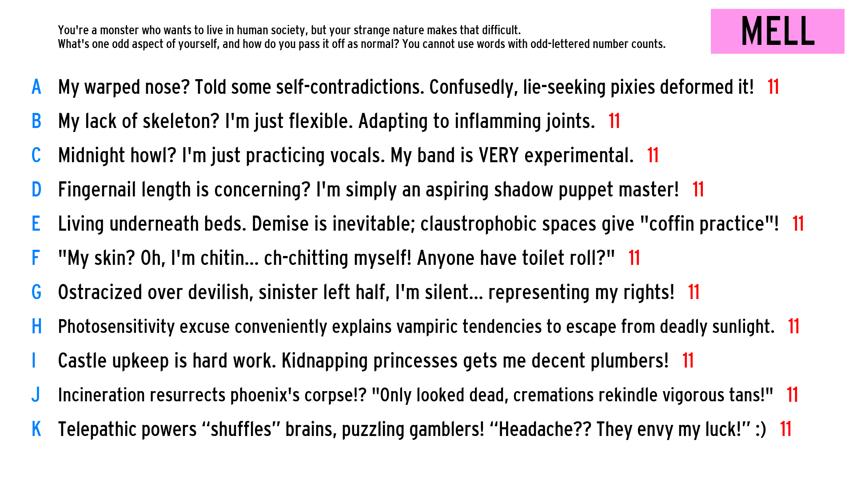 You're a monster who wants to live in human society, but your strange nature makes that difficult.
What's one odd aspect of yourself, and how do you pass it off as normal? You cannot use words with odd-lettered number counts.
MELL
A My warped nose? Told some self-contradictions. Confusedly, lie-seeking pixies deformed it! 11
B My lack of skeleton? I'm just flexible. Adapting to inflamming joints. 11
C Midnight howl? I'm just practicing vocals. My band is VERY experimental. 11
D Fingernail length is concerning? I'm simply an aspiring shadow puppet master! 11
E Living underneath beds. Demise is inevitable; claustrophobic spaces give "coffin practice"! 11
F "My skin? Oh, I'm chitin... ch-chitting myself! Anyone have toilet roll?" 11
G Ostracized over devilish, sinister left half, I'm silent... representing my rights! 11
H Photosensitivity excuse conveniently explains vampiric tendencies to escape from deadly sunlight. 11
I Castle upkeep is hard work. Kidnapping princesses gets me decent plumbers! 11
J Incineration resurrects phoenix's corpse!? "Only looked dead, cremations rekindle vigorous tans!" 11
K Telepathic powers “shuffles” brains, puzzling gamblers! “Headache?? They envy my luck!” :) 11